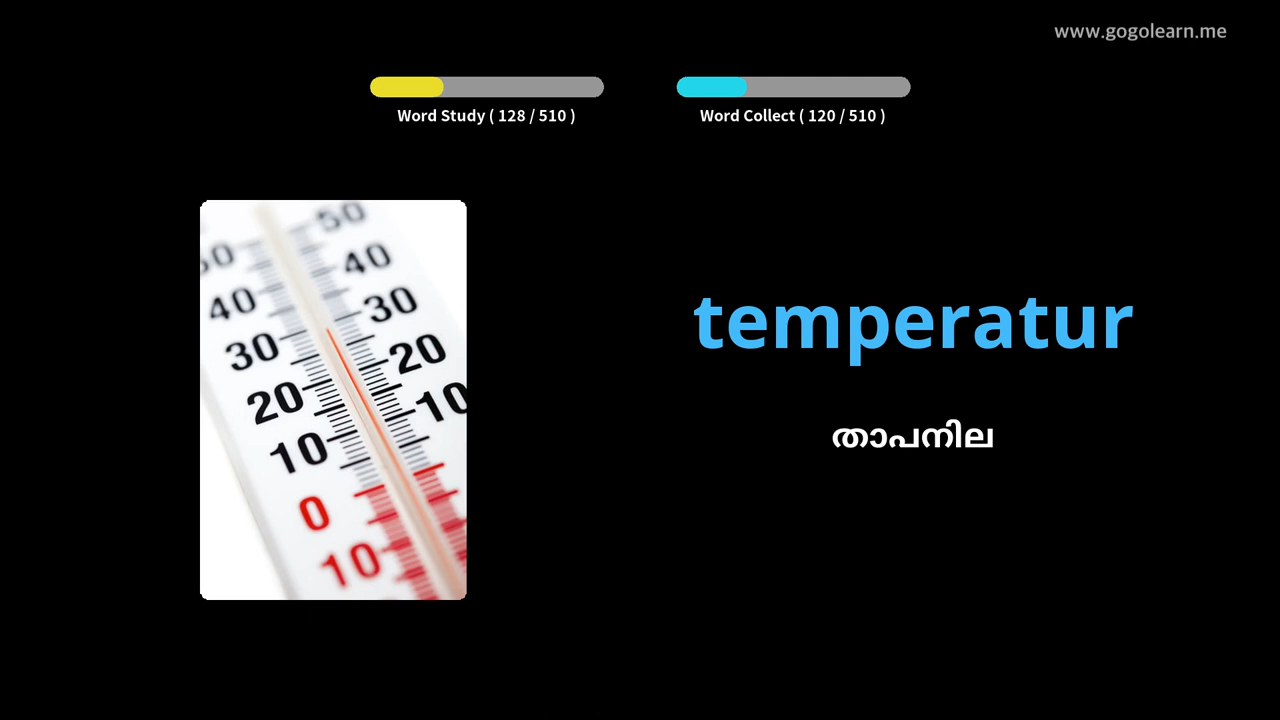 www.gogolearn.me
Word Study ( 128 / 510 )
Word Collect ( 120 / 510 )
50
40
40
30
30
20
20
10
10
0
10
temperatur
താപനില